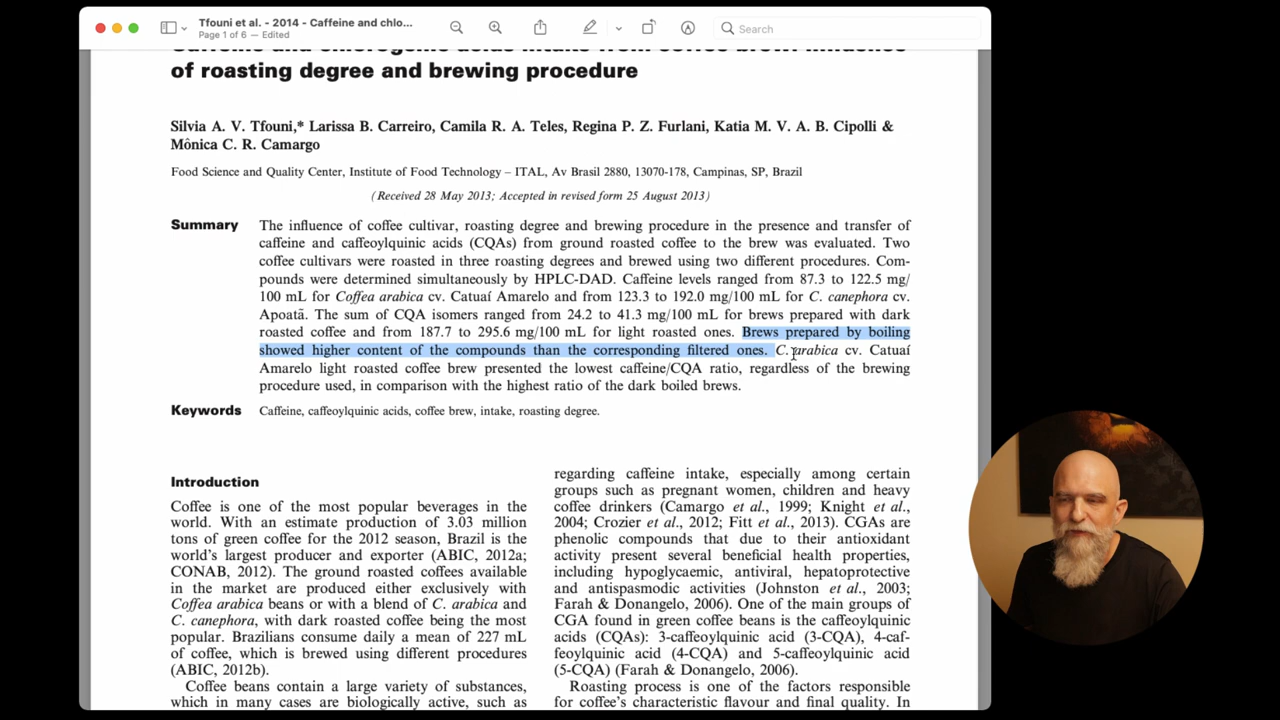 Tfouni et al. - 2014 - Caffeine and chlo...
Page 1 of 6 — Edited
Search
Caffeine and chlorogenic acids intake from coffee brew: influence
of roasting degree and brewing procedure
Silvia A. V. Tfouni,* Larissa B. Carreiro, Camila R. A. Teles, Regina P. Z. Furlani, Katia M. V. A. B. Cipolli &
Mônica C. R. Camargo
Food Science and Quality Center, Institute of Food Technology – ITAL, Av Brasil 2880, 13070-178, Campinas, SP, Brazil
(Received 28 May 2013; Accepted in revised form 25 August 2013)
Summary
The influence of coffee cultivar, roasting degree and brewing procedure in the presence and transfer of
caffeine and caffeoylquinic acids (CQAs) from ground roasted coffee to the brew was evaluated. Two
coffee cultivars were roasted in three roasting degrees and brewed using two different procedures. Com-
pounds were determined simultaneously by HPLC-DAD. Caffeine levels ranged from 87.3 to 122.5 mg/
100 mL for Coffea arabica cv. Catuaí Amarelo and from 123.3 to 192.0 mg/100 mL for C. canephora cv.
Apoatã. The sum of CQA isomers ranged from 24.2 to 41.3 mg/100 mL for brews prepared with dark
roasted coffee and from 187.7 to 295.6 mg/100 mL for light roasted ones. Brews prepared by boiling
showed higher content of the compounds than the corresponding filtered ones. C. arabica cv. Catuaí
Amarelo light roasted coffee brew presented the lowest caffeine/CQA ratio, regardless of the brewing
procedure used, in comparison with the highest ratio of the dark boiled brews.
Keywords
Caffeine, caffeoylquinic acids, coffee brew, intake, roasting degree.
Introduction
Coffee is one of the most popular beverages in the
world. With an estimate production of 3.03 million
tons of green coffee for the 2012 season, Brazil is the
world's largest producer and exporter (ABIC, 2012a;
CONAB, 2012). The ground roasted coffees available
in the market are produced either exclusively with
Coffea arabica beans or with a blend of C. arabica and
C. canephora, with dark roasted coffee being the most
popular. Brazilians consume daily a mean of 227 mL
of coffee, which is brewed using different procedures
(ABIC, 2012b).
Coffee beans contain a large variety of substances,
which in many cases are biologically active, such as
regarding caffeine intake, especially among certain
groups such as pregnant women, children and heavy
coffee drinkers (Camargo et al., 1999; Knight et al.,
2004; Crozier et al., 2012; Fitt et al., 2013). CGAs are
phenolic compounds that due to their antioxidant
activity present several beneficial health properties,
including hypoglycaemic, antiviral, hepatoprotective
and antispasmodic activities (Johnston et al., 2003;
Farah & Donangelo, 2006). One of the main groups of
CGA found in green coffee beans is the caffeoylquinic
acids (CQAs): 3-caffeoylquinic acid (3-CQA), 4-caf-
feoylquinic acid (4-CQA) and 5-caffeoylquinic acid
(5-CQA) (Farah & Donangelo, 2006).
Roasting process is one of the factors responsible
for coffee's characteristic flavour and final quality. In